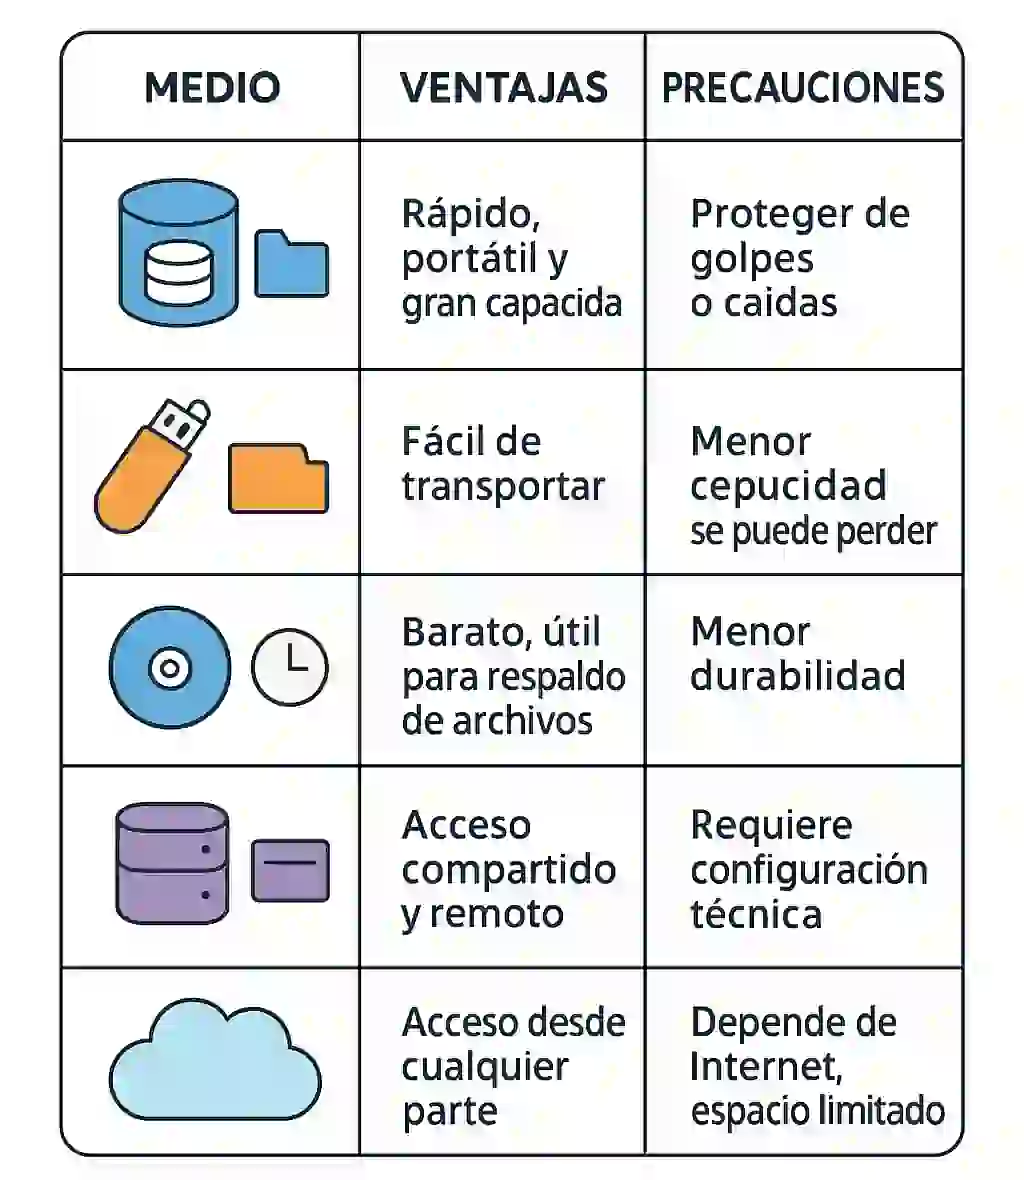 MEDIO
VENTAJAS
PRECAUCIONES
Rápido,
portátil y
gran capacida
Proteger de
golpes
o caidas
Fácil de
transportar
Menor
cepucidad
se puede perder
Barato, útil
para respaldo
de archivos
Menor
durabilidad
Acceso
compartido
y remoto
Requiere
configuración
técnica
Acceso desde
cualquier
parte
Depende de
Internet,
espacio limitado